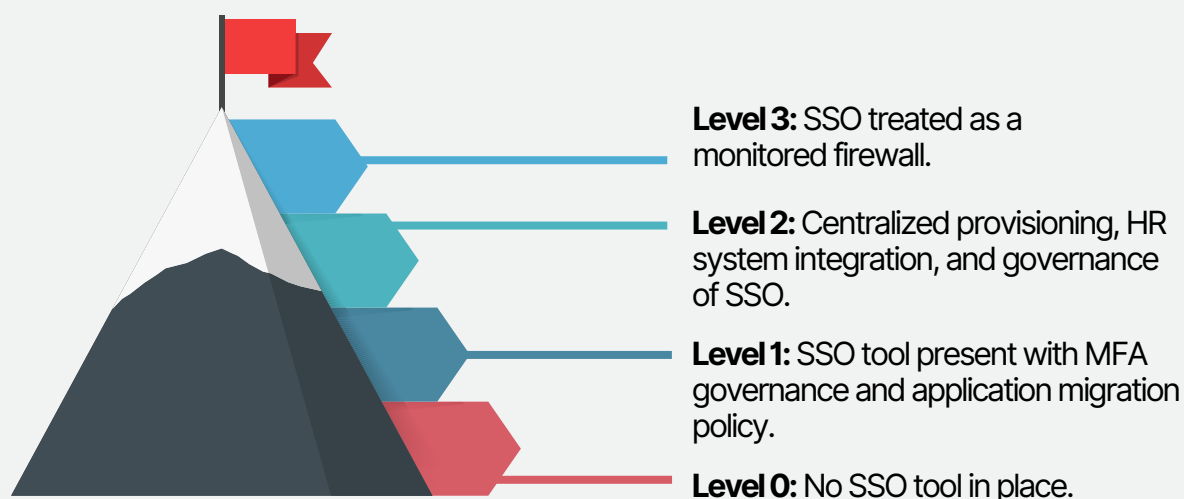 Level 3: SSO treated as a
monitored firewall.
Level 2: Centralized provisioning, HR
system integration, and governance
of SSO.
Level 1: SSO tool present with MFA
governance and application migration
policy.
Level 0: No SSO tool in place.